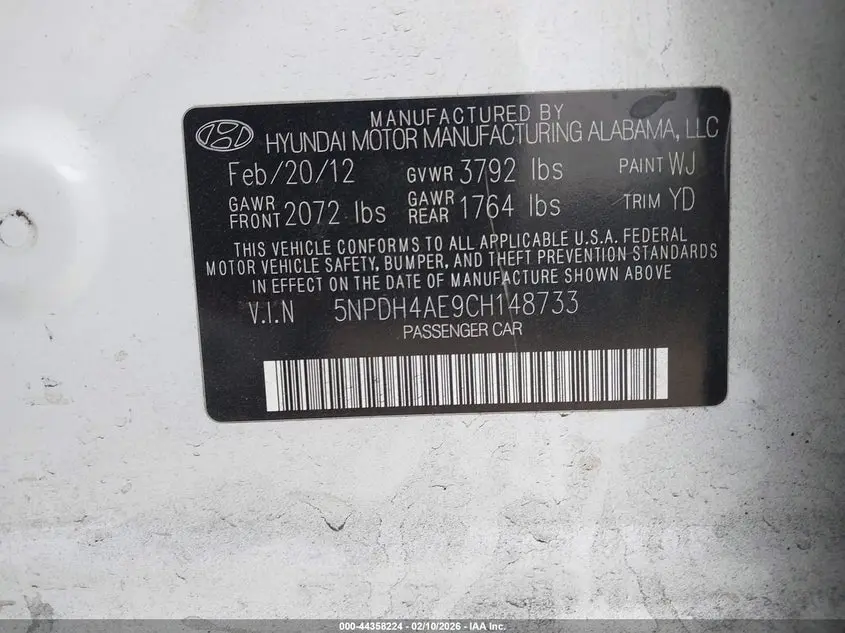 MANUFACTURED BY
HYUNDAI MOTOR MANUFACTURING ALABAMA, LLC
Feb/20/12 GVWR 3792 lbs PAINT WJ
GAWR FRONT 2072 lbs GAWR REAR 1764 lbs TRIM YD
THIS VEHICLE CONFORMS TO ALL APPLICABLE U.S.A. FEDERAL
MOTOR VEHICLE SAFETY, BUMPER, AND THEFT PREVENTION STANDARDS
IN EFFECT ON THE DATE OF MANUFACTURE SHOWN ABOVE
V.I.N 5NPDH4AE9CH148733
PASSENGER CAR
000-44358224 - 02/10/2026 - IAA Inc.